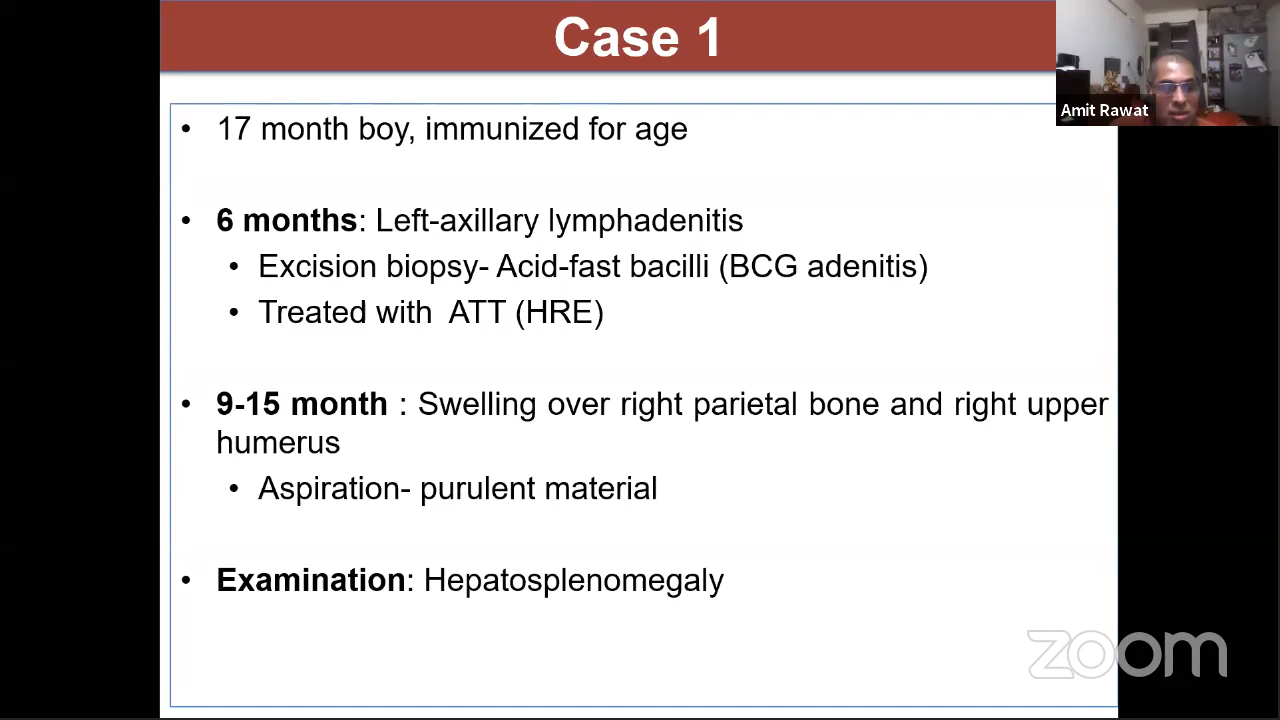 Case 1
Amit Rawat
• 17 month boy, immunized for age
• 6 months: Left-axillary lymphadenitis
• Excision biopsy- Acid-fast bacilli (BCG adenitis)
• Treated with ATT (HRE)
• 9-15 month : Swelling over right parietal bone and right upper
humerus
• Aspiration- purulent material
• Examination: Hepatosplenomegaly
zoom